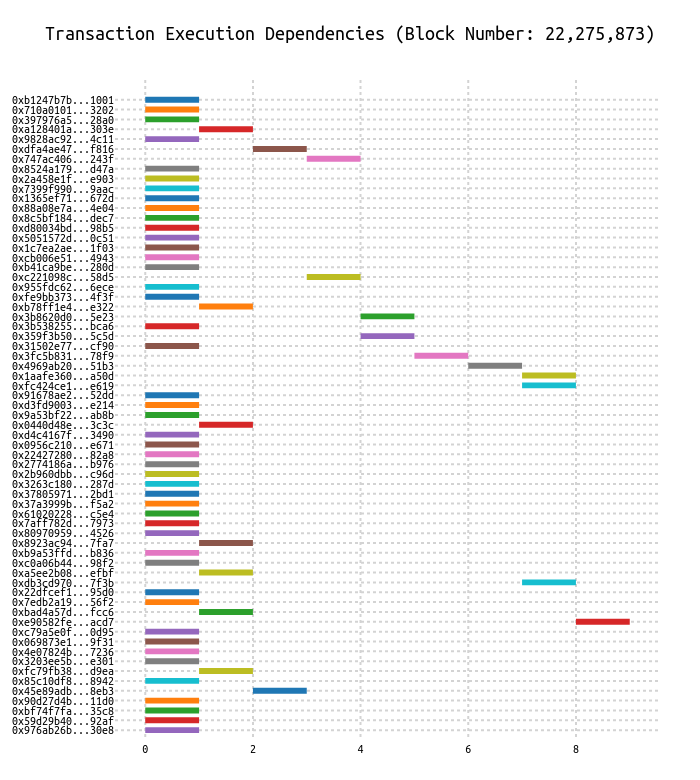 Transaction Execution Dependencies (Block Number: 22,275,873)
0xb1247b7b...1001
0x710a0101...3202
0x397976a5...28a0
0xa128401a...303e
0x9828ac92...4c11
0xdfa4ae47...f816
0x747ac406...243f
0x8524a179...d47a
0x2a458e1f...e903
0x7399f990...9aac
0x1365ef71...672d
0x88a08e7a...4e04
0x8c5bf184...dec7
0xd80034bd...98b5
0x5051572d...0c51
0x1c7ea2ae...1f03
0xcb006e51...4943
0xb41ca9be...280d
0xc221098c...58d5
0x955fdc62...6ece
0xfe9bb373...4f3f
0xb78ff1e4...e322
0x3b8620d0...5e23
0x3b538255...bca6
0x359f3b50...5c5d
0x31502e77...cf90
0x3fc5b831...78f9
0x4969ab20...51b3
0x1aafe360...a50d
0xfc424ce1...e619
0x91678ae2...52dd
0xd3fd9003...e214
0x9a53bf22...ab8b
0x0440d48e...3c3c
0xd4c4167f...3490
0x0956c210...e671
0x22427280...82a8
0x2774186a...b976
0x2b960dbb...c96d
0x3263c180...287d
0x37805971...2bd1
0x37a3999b...f5a2
0x61020228...c5e4
0x7aff782d...7973
0x80970959...4526
0x8923ac94...7fa7
0xb9a53ffd...b836
0xc0a06b44...98f2
0xa5ee2b08...efbf
0xdb3cd970...7f3b
0x22dfcef1...95d0
0x7edb2a19...56f2
0xbad4a57d...fcc6
0xe90582fe...acd7
0xc79a5e0f...0d95
0x069873e1...9f31
0x4e07824b...7236
0x3203ee5b...e301
0xfc79fb38...d9ea
0x85c10df8...8942
0x45e89adb...8eb3
0x90d27d4b...11d0
0xbf74f7fa...35c8
0x59d29b40...92af
0x976ab26b...30e8
0 2 4 6 8